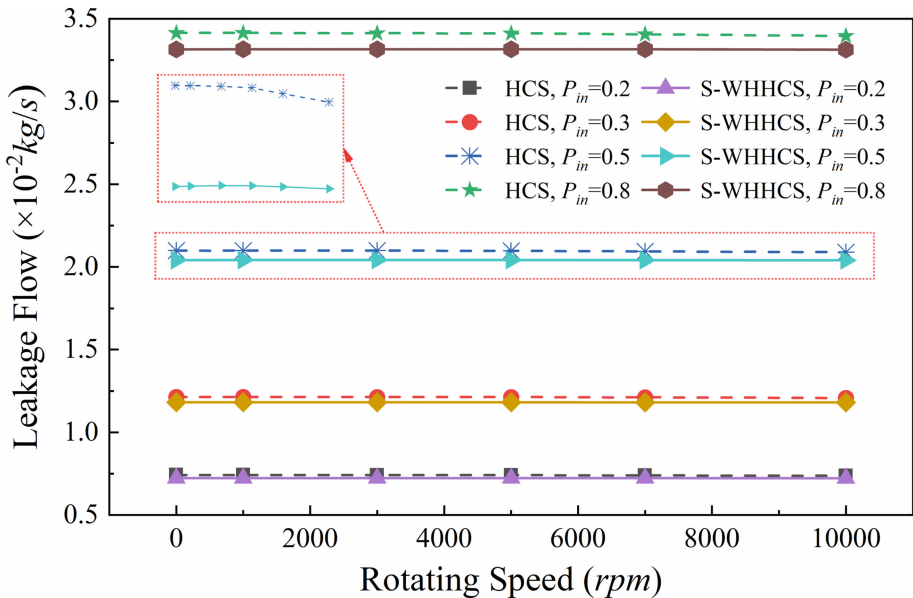 3.5
3.0
2.5
2.0
1.5
1.0
0.5
Leakage Flow (×10⁻²kg/s)
HCS, Pin=0.2
HCS, Pin=0.3
HCS, Pin=0.5
HCS, Pin=0.8
S-WHHCS, Pin=0.2
S-WHHCS, Pin=0.3
S-WHHCS, Pin=0.5
S-WHHCS, Pin=0.8
0 2000 4000 6000 8000 10000
Rotating Speed (rpm)